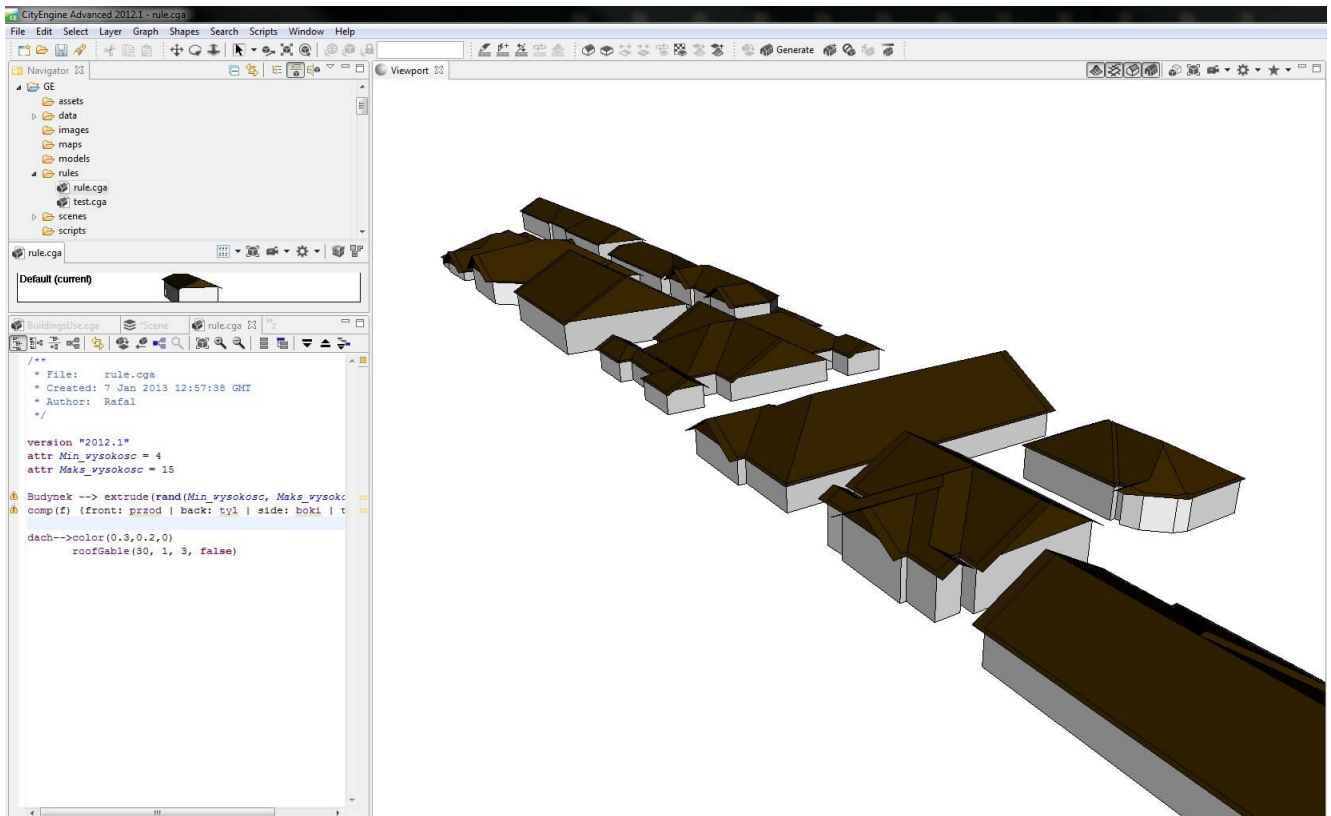 CityEngine Advanced 2012.1 - rule.cga
File Edit Select Layer Graph Shapes Search Scripts Window Help
Generate
Navigator
Viewport
GE
assets
data
images
maps
models
rules
rule.cga
test.cga
scenes
scripts
rule.cga
Default (current)
BuildingsUse.cga *Scene rule.cga
/**
* File: rule.cga
* Created: 7 Jan 2013 12:57:38 GMT
* Author: Rafal
*/
version "2012.1"
attr Min_wysokosc = 4
attr Maks_wysokosc = 15
Budynek --> extrude(rand(Min_wysokosc, Maks_wysokc
comp(f) {front: przod | back: tyl | side: boki | t
dach-->color(0.3,0.2,0)
roofGable(30, 1, 3, false)